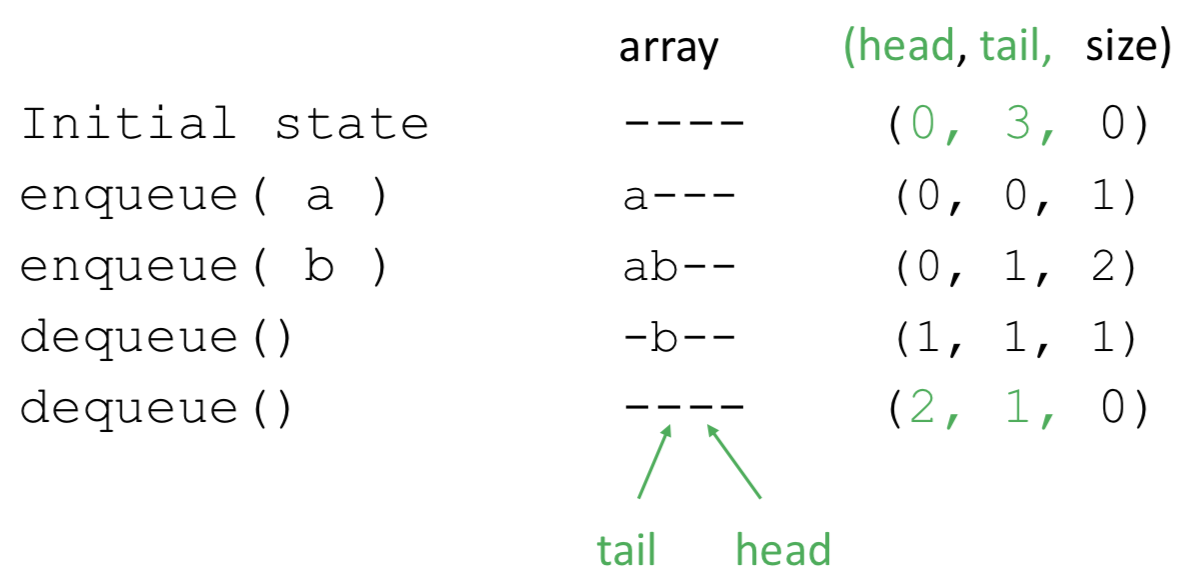 array (head, tail, size)
Initial state ---- (0, 3, 0)
enqueue( a ) a--- (0, 0, 1)
enqueue( b ) ab-- (0, 1, 2)
dequeue() -b-- (1, 1, 1)
dequeue() ---- (2, 1, 0)
tail head